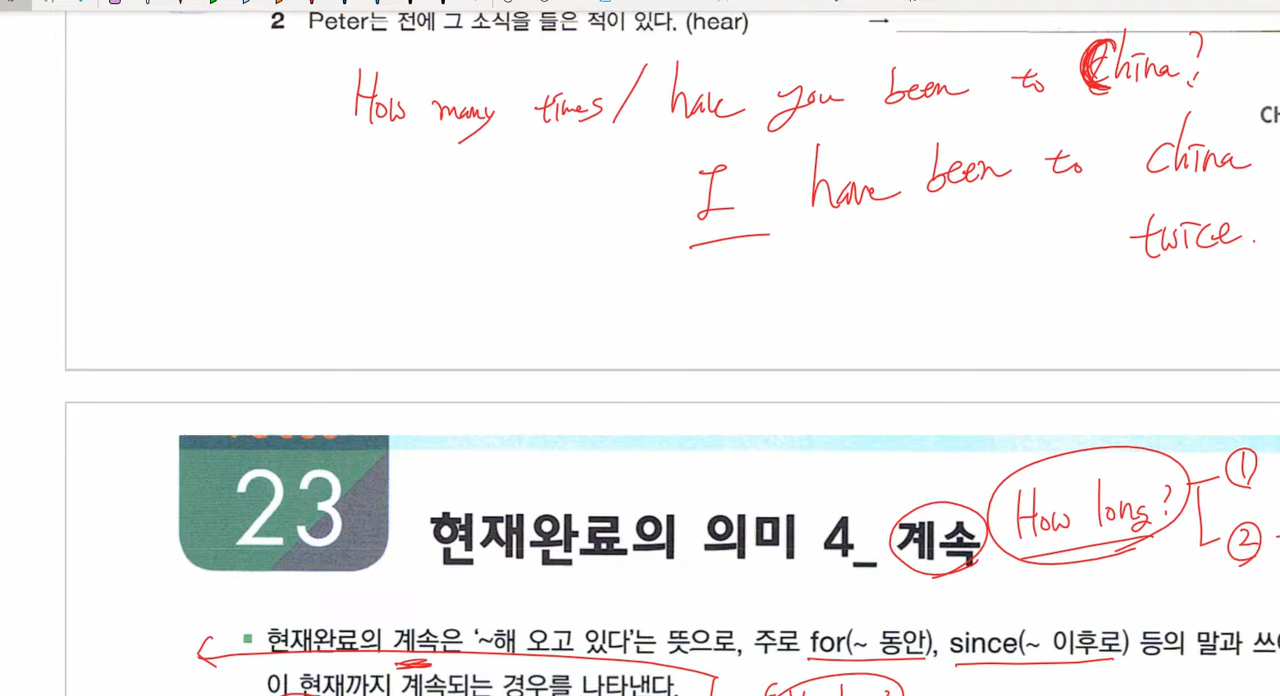 2 Peter는 전에 그 소식을 들은 적이 있다. (hear) →
How many times / have you been to China?
I have been to China
twice.
23
현재완료의 의미 4_ 계속 How long? ①
②
현재완료의 계속은 '~해 오고 있다'는 뜻으로, 주로 for(~ 동안), since(~ 이후로) 등의 말과
이 현재까지 계속되는 경우를 나타낸다.